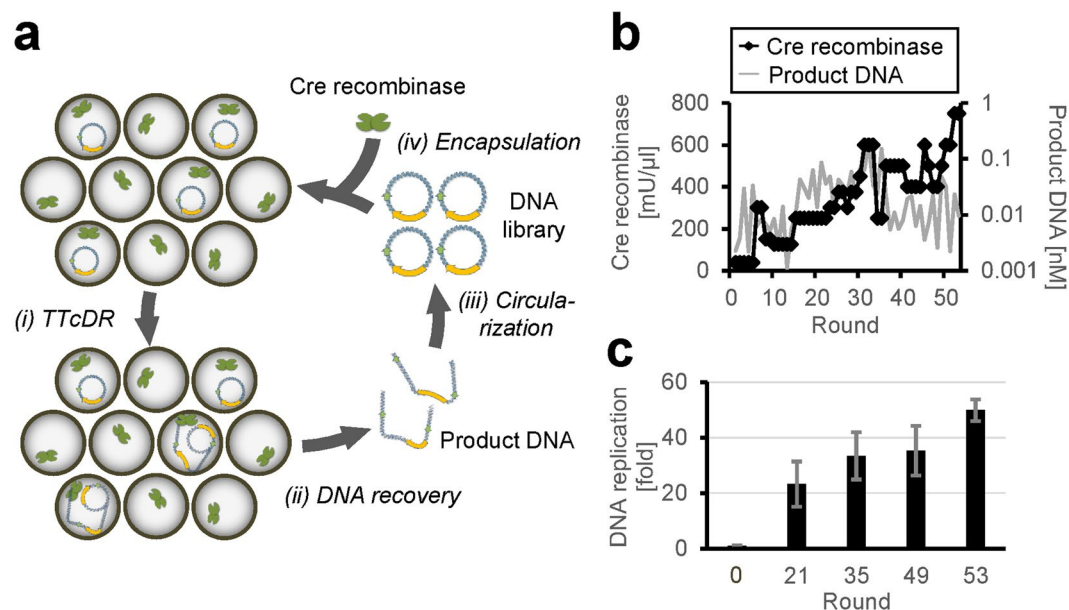 a
Cre recombinase
(iv) Encapsulation
DNA
library
(i) TTcDR
(iii) Circula-
rization
Product DNA
(ii) DNA recovery
b
Cre recombinase
Product DNA
Cre recombinase
[mU/µl]
800
600
400
200
0
1
0.1
0.01
0.001
Product DNA [nM]
0 10 20 30 40 50
Round
c
DNA replication
[fold]
60
40
20
0
0 21 35 49 53
Round